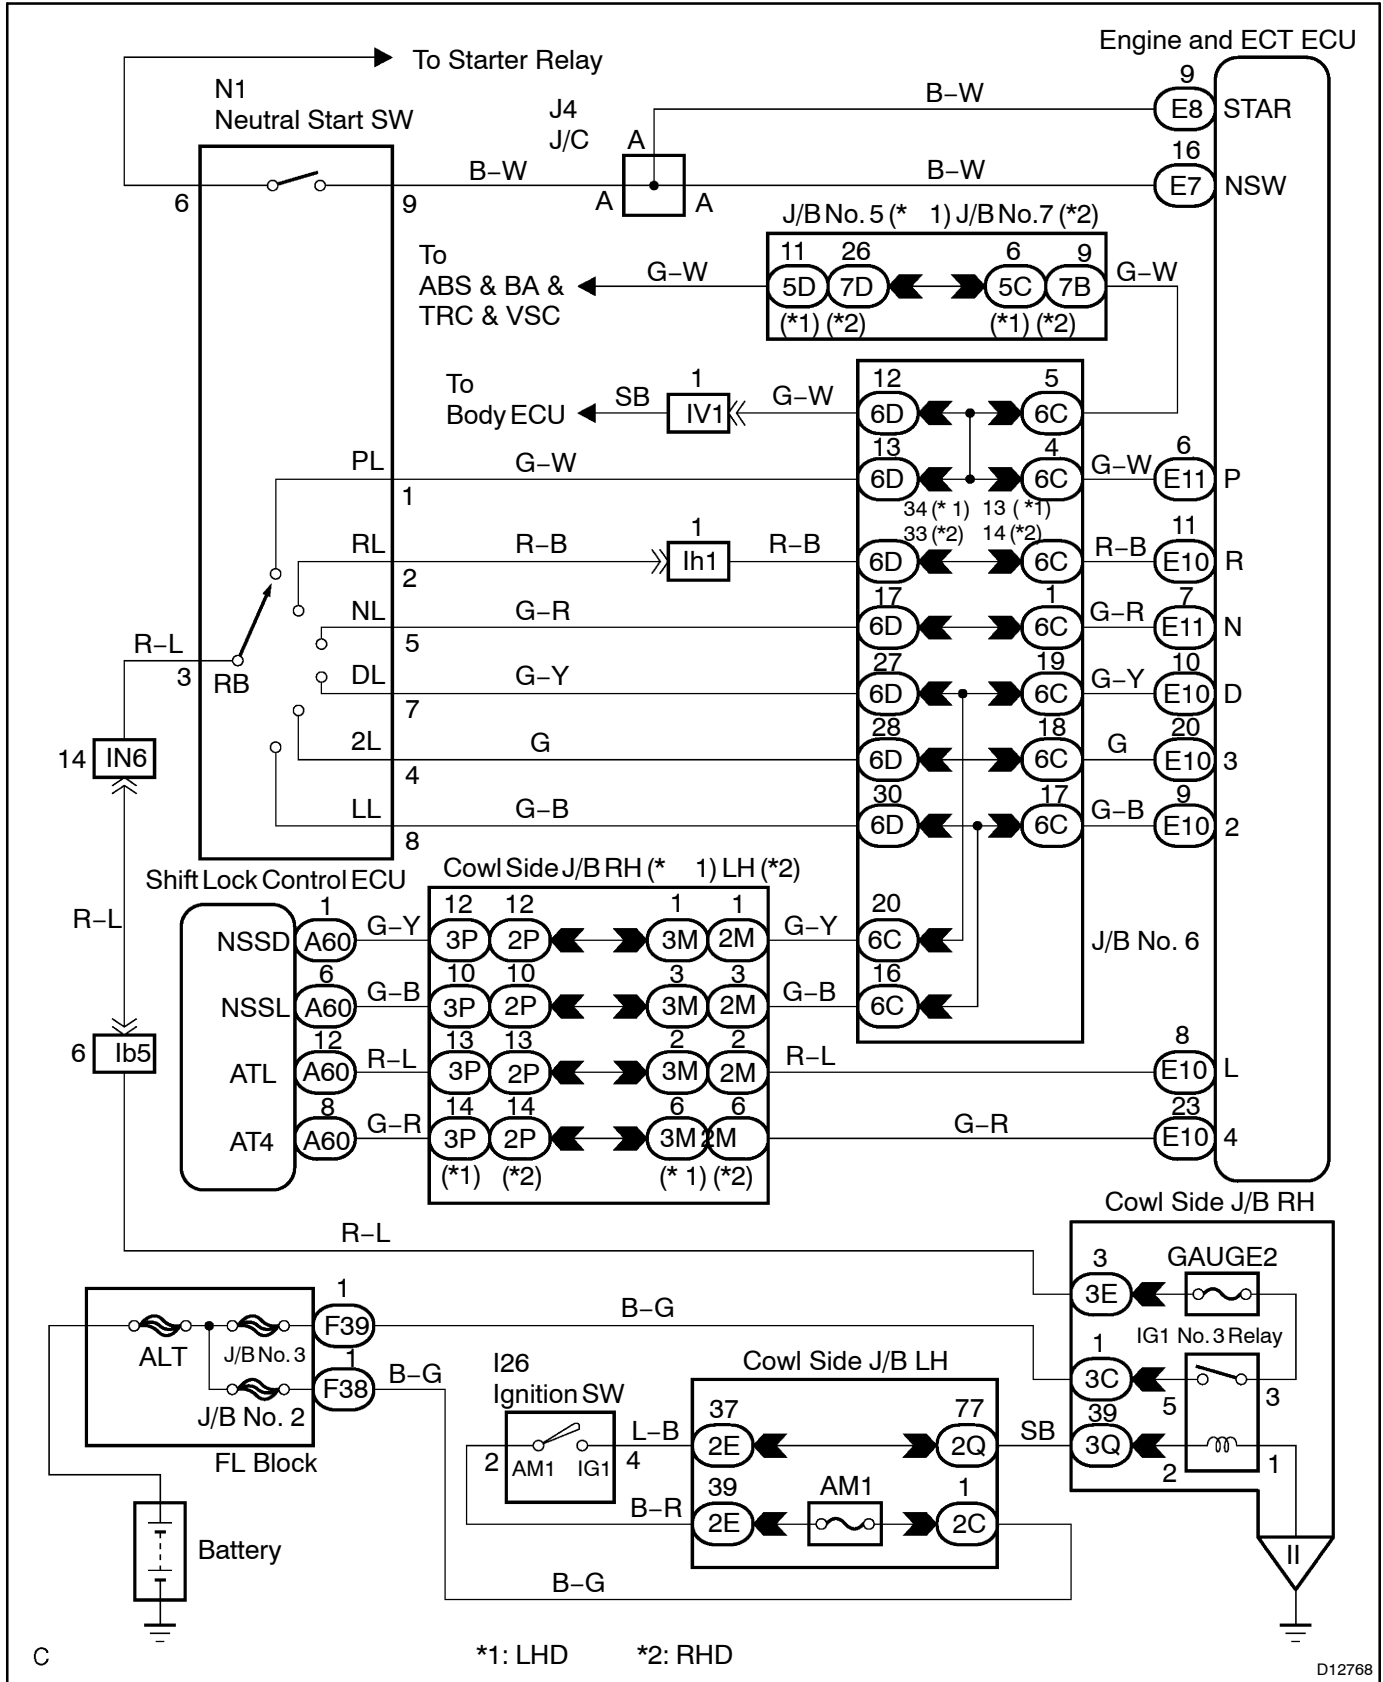 Engine and ECT ECU
To Starter Relay
N1
Neutral Start SW
J4
J/C
A
B–W
9
E8
STAR
6
9
B–W
A
A
B–W
16
E7
NSW
J/B No. 5 (* 1) J/B No.7 (*2)
To
ABS & BA &
TRC & VSC
G–W
11
26
6
9
5D
7D
5C
7B
G–W
(*1) (*2)
(*1) (*2)
To
Body ECU
SB
1
IV1
G–W
12
5
6D
6C
PL
1
G–W
13
4
6D
6C
G–W
6
E11
P
34 (* 1)
13 ( *1)
33 (*2)
14 (*2)
RL
2
R–B
1
Ih1
R–B
6D
6C
R–B
11
E10
R
NL
5
G–R
17
1
6D
6C
G–R
7
E11
N
R–L
3
RB
DL
7
G–Y
27
19
6D
6C
G–Y
10
E10
D
14
IN6
2L
4
G
28
18
6D
6C
G
20
E10
3
LL
8
G–B
30
17
6D
6C
G–B
9
E10
2
Shift Lock Control ECU
Cowl Side J/B RH (* 1) LH (*2)
R–L
NSSD
1
A60
G–Y
12
12
3P
2P
1
1
3M
2M
G–Y
20
6C
J/B No. 6
NSSL
6
A60
G–B
10
10
3P
2P
3
3
3M
2M
G–B
16
6C
6
Ib5
ATL
12
A60
R–L
13
13
3P
2P
2
2
3M
2M
R–L
8
E10
L
AT4
8
A60
G–R
14
14
3P
2P
6
6
3M
2M
G–R
23
E10
4
(*1)
(*2)
(* 1) (*2)
Cowl Side J/B RH
R–L
3
3E
GAUGE2
1
F39
B–G
ALT
J/B No. 3
IG1 No. 3 Relay
1
3C
5
3
1
F38
B–G
J/B No. 2
FL Block
I26
Ignition SW
Cowl Side J/B LH
2
AM1
IG1
4
L–B
37
2E
77
2Q
SB
39
3Q
2
1
B–R
39
2E
AM1
1
2C
Battery
B–G
II
C
*1: LHD
*2: RHD
D12768